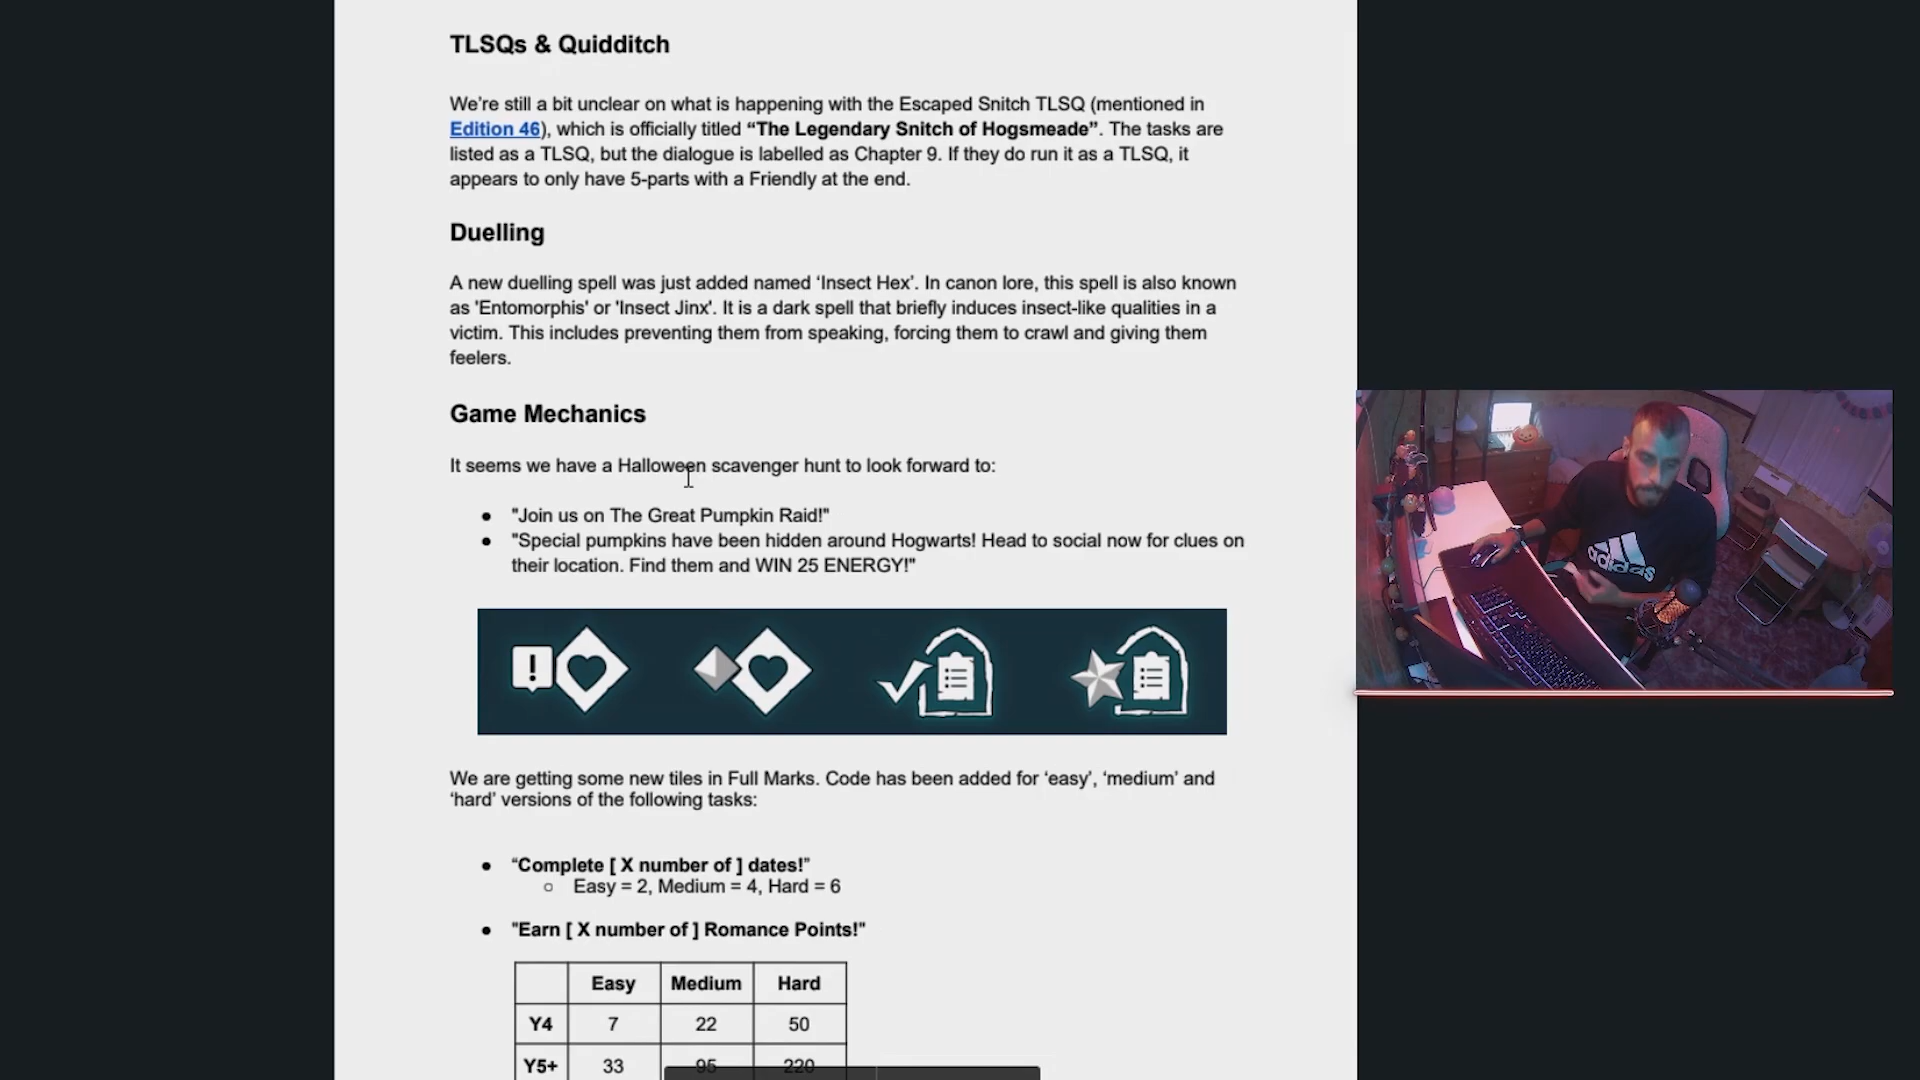 TLSQs & Quidditch
We're still a bit unclear on what is happening with the Escaped Snitch TLSQ (mentioned in
Edition 46), which is officially titled “The Legendary Snitch of Hogsmeade”. The tasks are
listed as a TLSQ, but the dialogue is labelled as Chapter 9. If they do run it as a TLSQ, it
appears to only have 5-parts with a Friendly at the end.
Duelling
A new duelling spell was just added named ‘Insect Hex’. In canon lore, this spell is also known
as 'Entomorphis' or 'Insect Jinx'. It is a dark spell that briefly induces insect-like qualities in a
victim. This includes preventing them from speaking, forcing them to crawl and giving them
feelers.
Game Mechanics
It seems we have a Halloween scavenger hunt to look forward to:
● "Join us on The Great Pumpkin Raid!"
● "Special pumpkins have been hidden around Hogwarts! Head to social now for clues on
their location. Find them and WIN 25 ENERGY!"
!
We are getting some new tiles in Full Marks. Code has been added for ‘easy’, ‘medium’ and
‘hard’ versions of the following tasks:
● “Complete [ X number of ] dates!”
○ Easy = 2, Medium = 4, Hard = 6
● "Earn [ X number of ] Romance Points!"
Easy Medium Hard
Y4 7 22 50
Y5+ 33 95 220
adidas